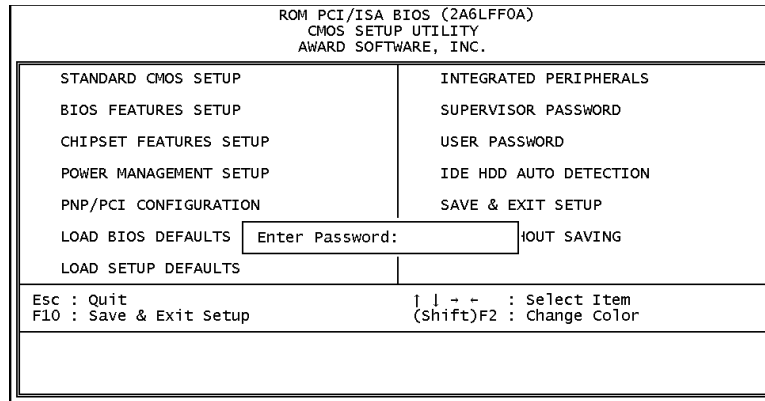 ROM PCI/ISA BIOS (2A6LFF0A)
CMOS SETUP UTILITY
AWARD SOFTWARE, INC.
STANDARD CMOS SETUP
BIOS FEATURES SETUP
CHIPSET FEATURES SETUP
POWER MANAGEMENT SETUP
PNP/PCI CONFIGURATION
LOAD BIOS DEFAULTS
LOAD SETUP DEFAULTS
INTEGRATED PERIPHERALS
SUPERVISOR PASSWORD
USER PASSWORD
IDE HDD AUTO DETECTION
SAVE & EXIT SETUP
HOUT SAVING
Enter Password:
Esc : Quit
F10 : Save & Exit Setup
↑ ↓ → ← : Select Item
(Shift)F2 : Change Color